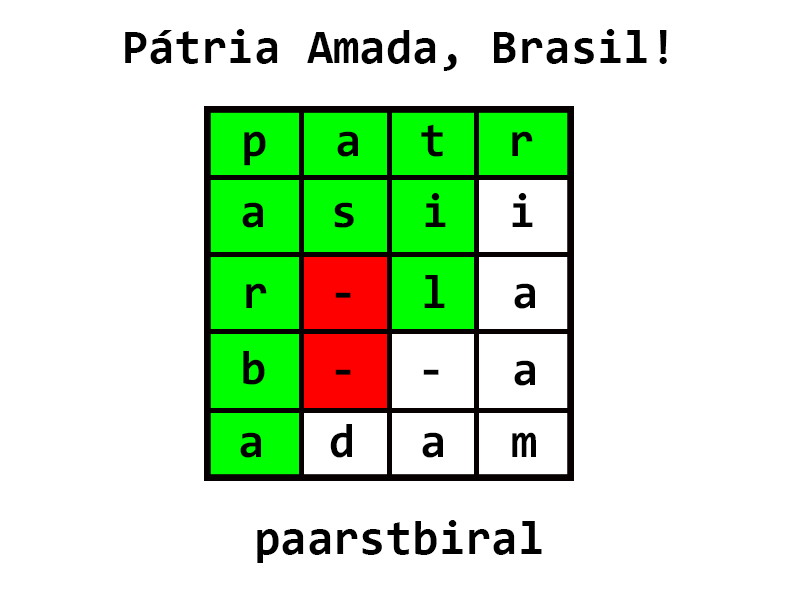 Pátria Amada, Brasil!
p a t r
a s i i
r - l a
b - - a
a d a m
paarstbiral